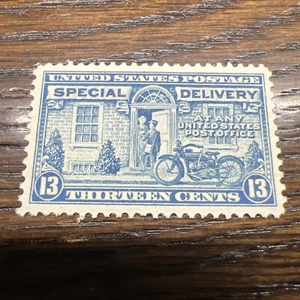 UNITED STATES POSTAGE
SPECIAL DELIVERY
AT ANY
UNITED STATES
POST OFFICE
13 THIRTEEN CENTS 13